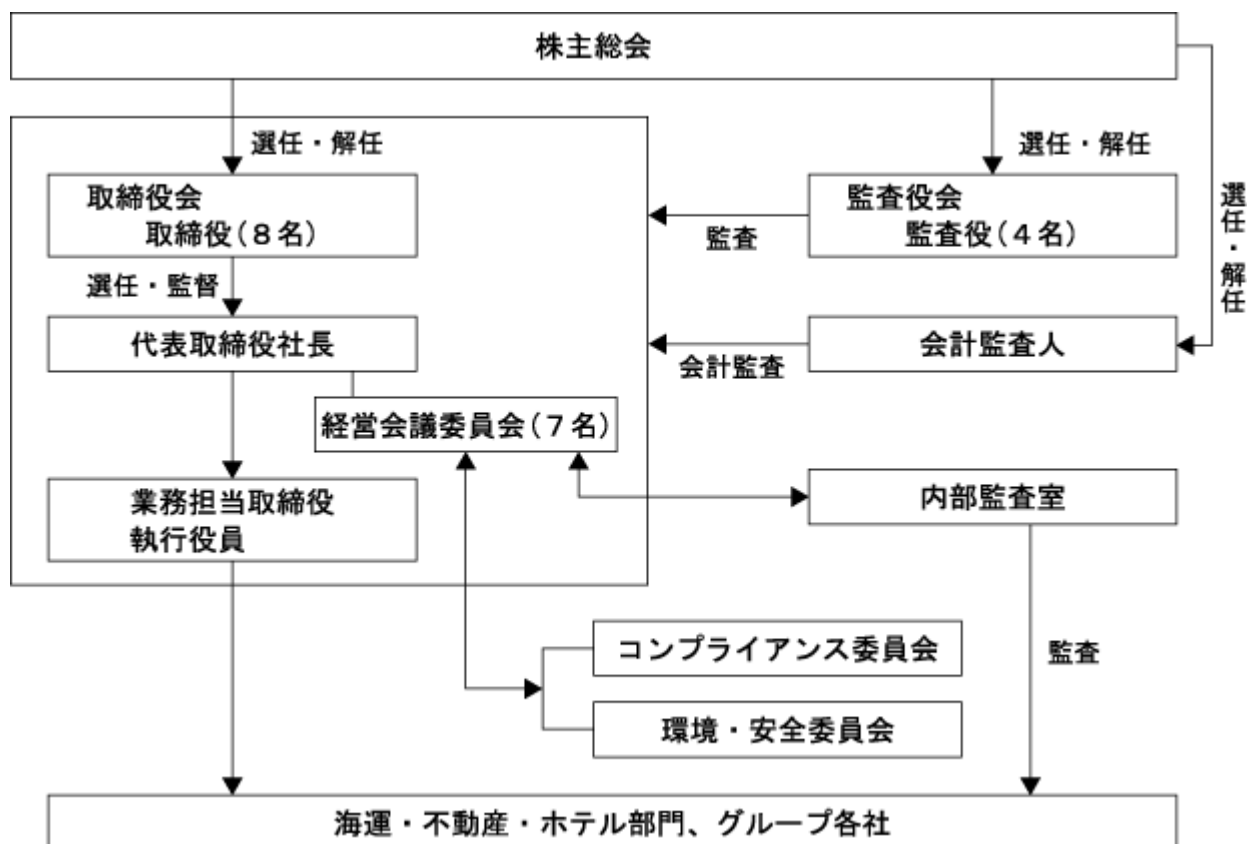 株主総会
選任・解任
選任・解任
選任・解任
取締役会
取締役(８名)
監査役会
監査役(４名)
監査
選任・監督
代表取締役社長
会計監査人
会計監査
経営会議委員会(７名)
業務担当取締役
執行役員
内部監査室
コンプライアンス委員会
監査
環境・安全委員会
海運・不動産・ホテル部門、グループ各社